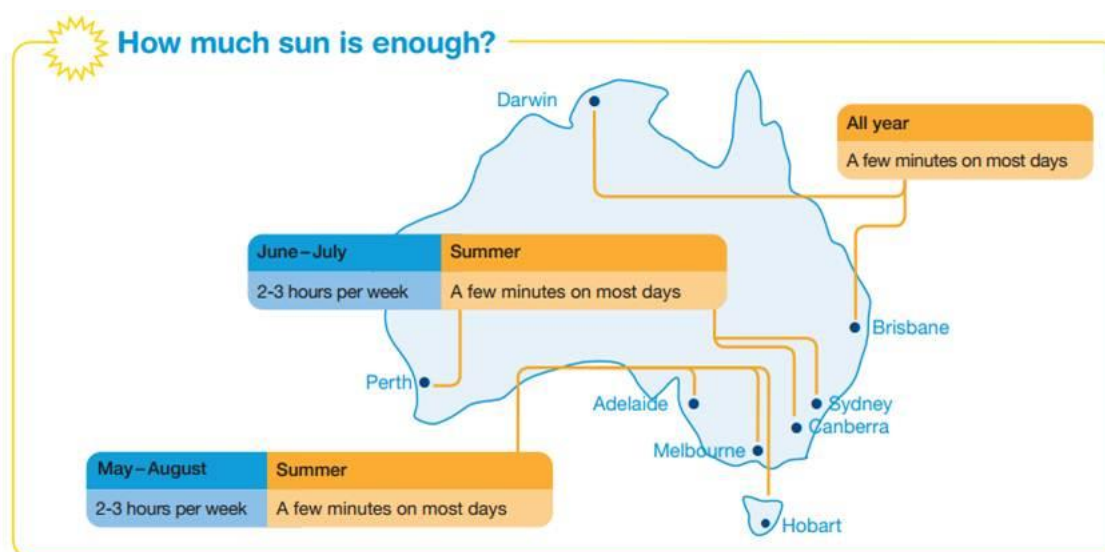 How much sun is enough?
Darwin
All year
A few minutes on most days
June–July Summer
2-3 hours per week A few minutes on most days
Brisbane
Perth
Adelaide
Sydney
Canberra
Melbourne
May–August Summer
2-3 hours per week A few minutes on most days
Hobart